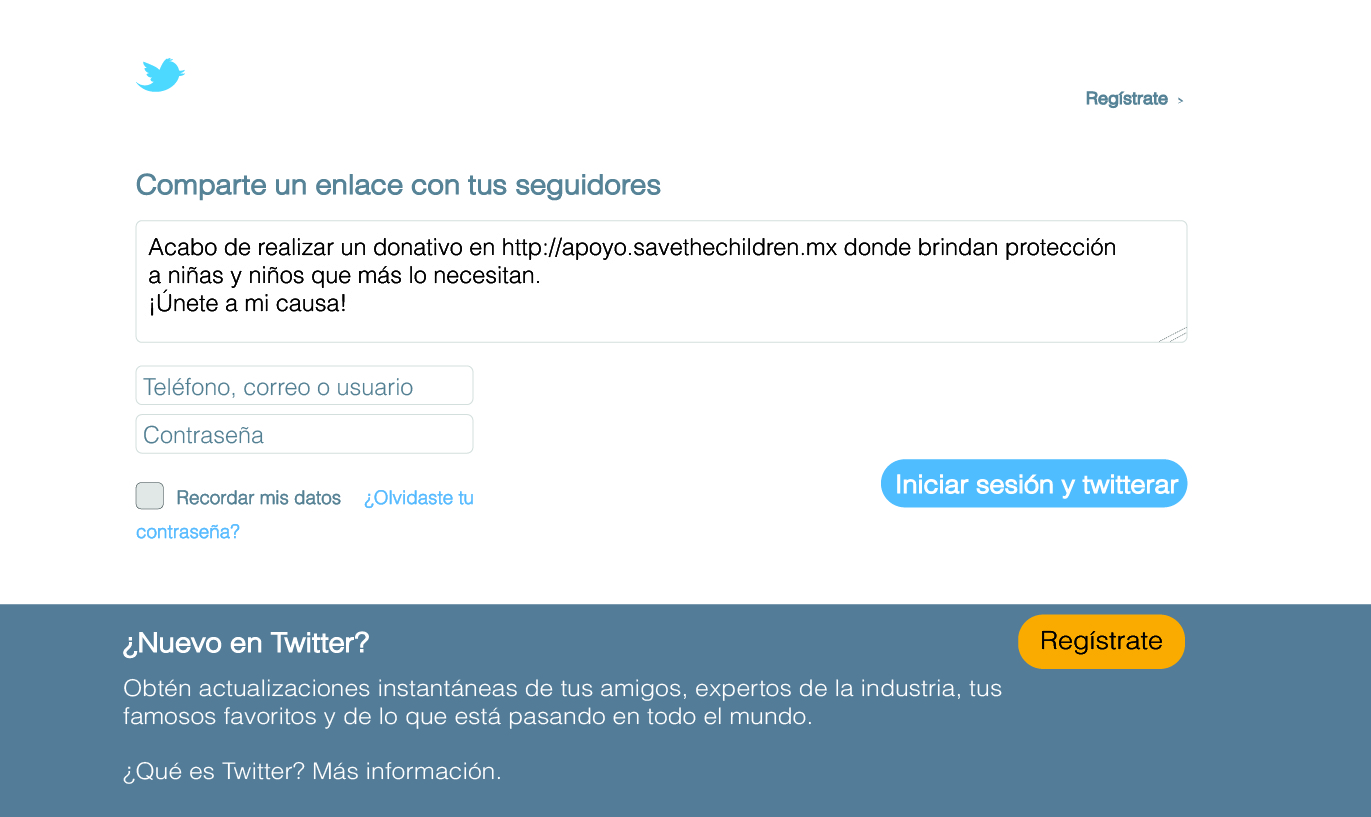 Regístrate >
Comparte un enlace con tus seguidores
Acabo de realizar un donativo en http://apoyo.savethechildren.mx donde brindan protección
a niñas y niños que más lo necesitan.
¡Únete a mi causa!
Teléfono, correo o usuario
Contraseña
Recordar mis datos ¿Olvidaste tu
contraseña?
Iniciar sesión y twitterar
¿Nuevo en Twitter?
Regístrate
Obtén actualizaciones instantáneas de tus amigos, expertos de la industria, tus
famosos favoritos y de lo que está pasando en todo el mundo.
¿Qué es Twitter? Más información.